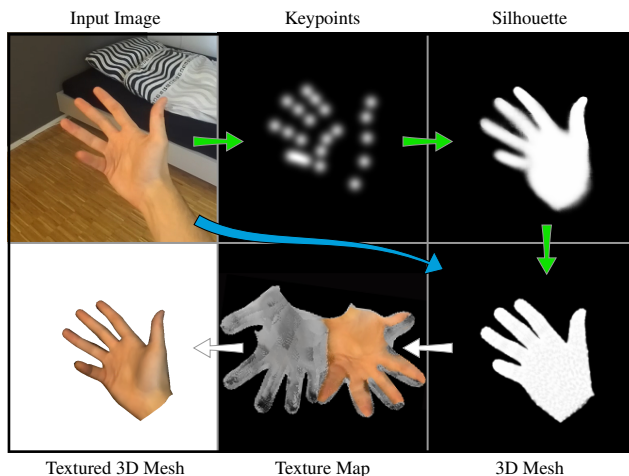 Input Image
Keypoints
Silhouette
Textured 3D Mesh
Texture Map
3D Mesh